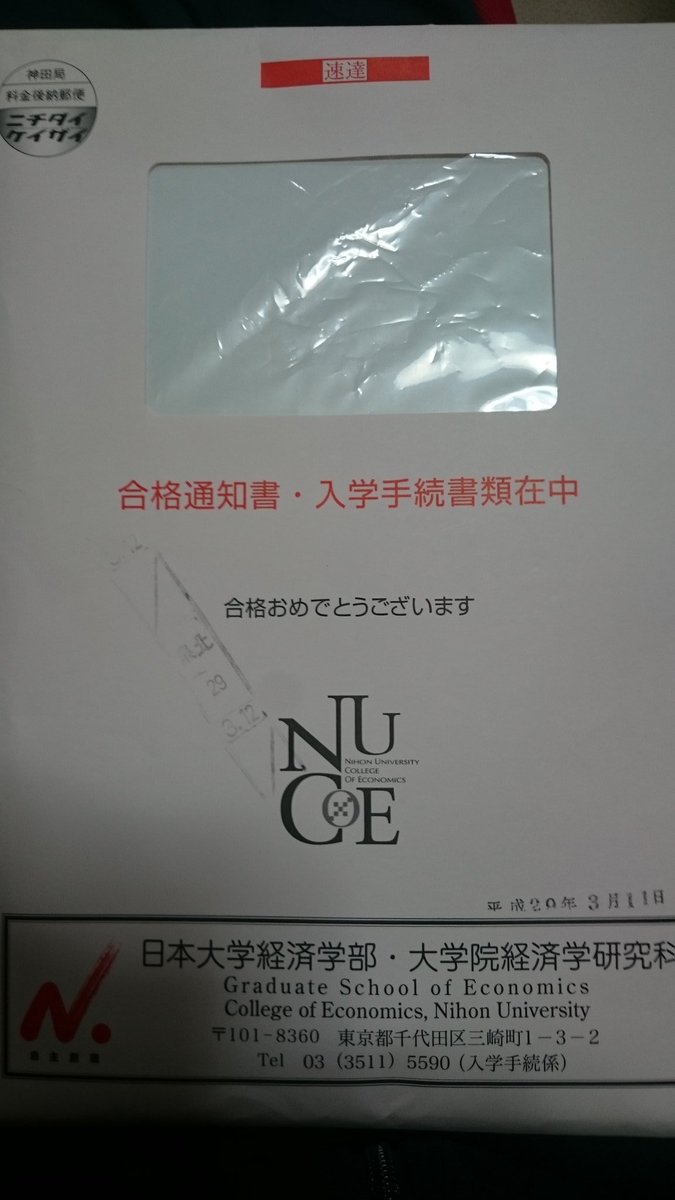 速達
神田局
料金後納郵便
ニチダイ
ケイザイ
合格通知書・入学手続書類在中
合格おめでとうございます
29
3.12
NU
NIHON UNIVERSITY
COLLEGE
OF ECONOMICS
COE
平成29年3月11日
日本大学経済学部・大学院経済学研究科
Graduate School of Economics
College of Economics, Nihon University
〒101-8360 東京都千代田区三崎町1-3-2
Tel 03 (3511) 5590 (入学手続係)
N.
自主創造